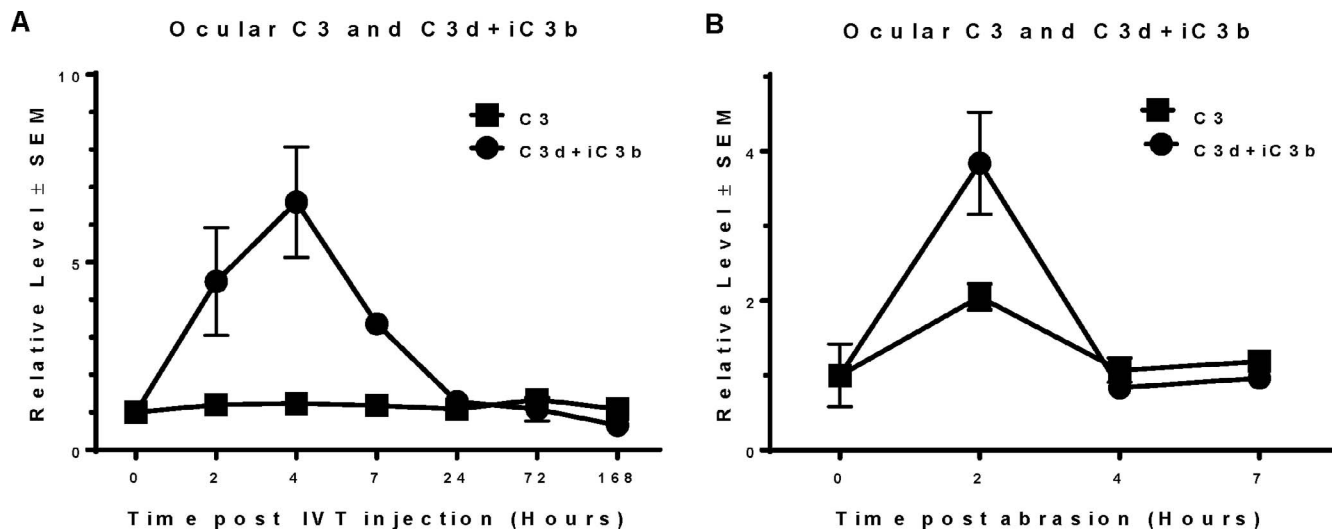 A
Ocular C3 and C3d+iC3b
Relative Level ± SEM
10
5
0
C3
C3d+iC3b
0 2 4 7 24 72 168
Time post IVT injection (Hours)
B
Ocular C3 and C3d+iC3b
Relative Level ± SEM
4
2
0
C3
C3d+iC3b
0 2 4 7
Time post abrasion (Hours)